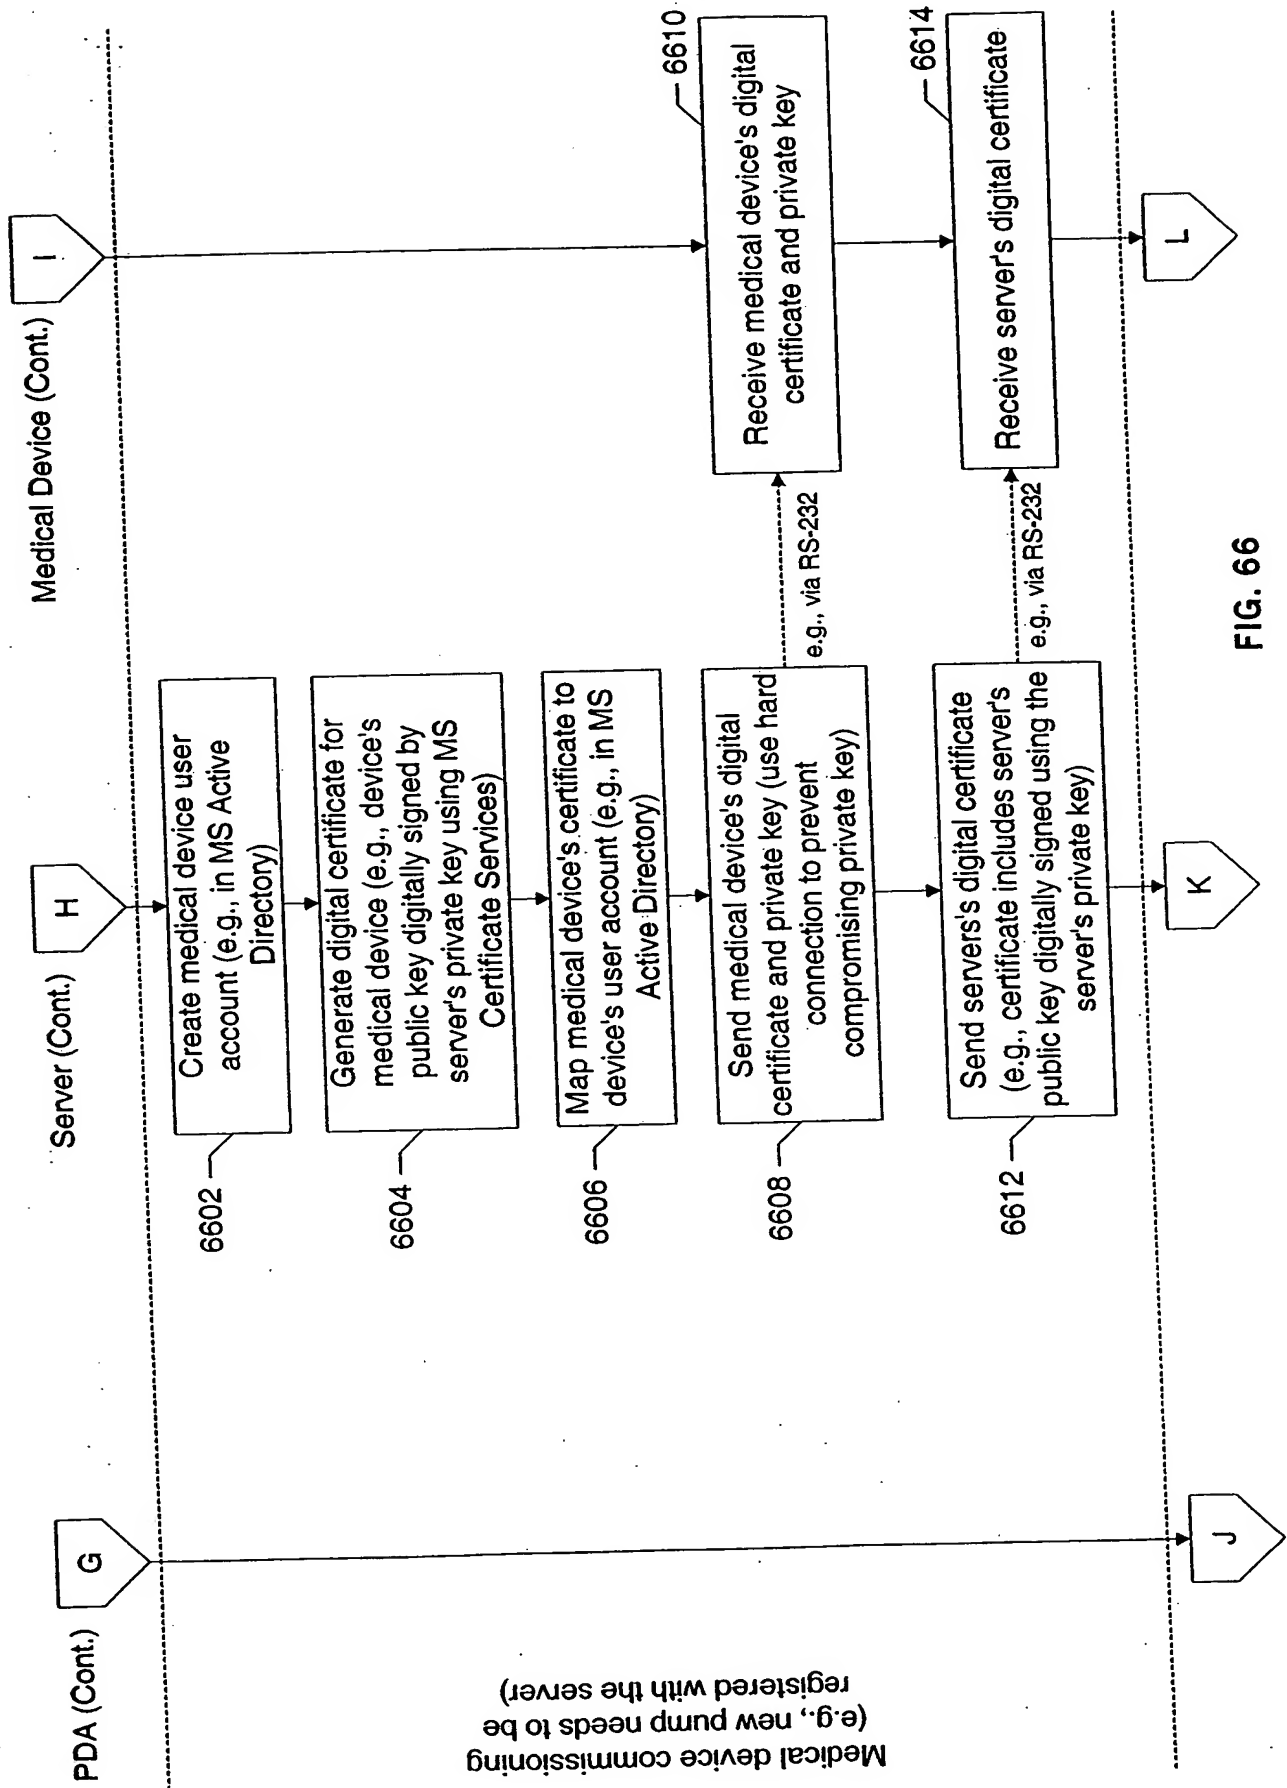 PDA (Cont.)
Server (Cont.)
Medical Device (Cont.)
G
H
I
Medical device commissioning
(e.g., new pump needs to be
registered with the server)
6602
Create medical device user
account (e.g., in MS Active
Directory)
6604
Generate digital certificate for
medical device (e.g., device's
public key digitally signed by
server's private key using MS
Certificate Services)
6606
Map medical device's certificate to
device's user account (e.g., in MS
Active Directory)
6608
Send medical device's digital
certificate and private key (use hard
connection to prevent
compromising private key)
e.g., via RS-232
6610
Receive medical device's digital
certificate and private key
6612
Send servers's digital certificate
(e.g., certificate includes server's
public key digitally signed using the
server's private key)
e.g., via RS-232
6614
Receive server's digital certificate
J
K
L
FIG. 66